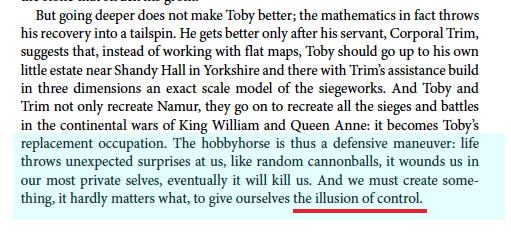 But going deeper does not make Toby better; the mathematics in fact throws
his recovery into a tailspin. He gets better only after his servant, Corporal Trim,
suggests that, instead of working with flat maps, Toby should go up to his own
little estate near Shandy Hall in Yorkshire and there with Trim's assistance build
in three dimensions an exact scale model of the siegeworks. And Toby and
Trim not only recreate Namur, they go on to recreate all the sieges and battles
in the continental wars of King William and Queen Anne: it becomes Toby's
replacement occupation. The hobbyhorse is thus a defensive maneuver: life
throws unexpected surprises at us, like random cannonballs, it wounds us in
our most private selves, eventually it will kill us. And we must create some-
thing, it hardly matters what, to give ourselves the illusion of control.